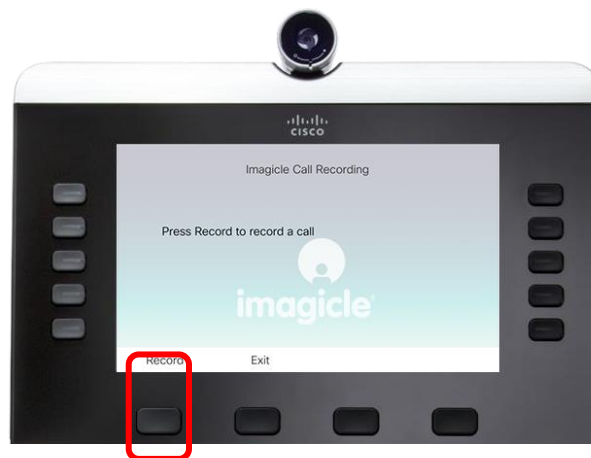 CISCO
Imagicle Call Recording
Press Record to record a call
imagicle
Record Exit